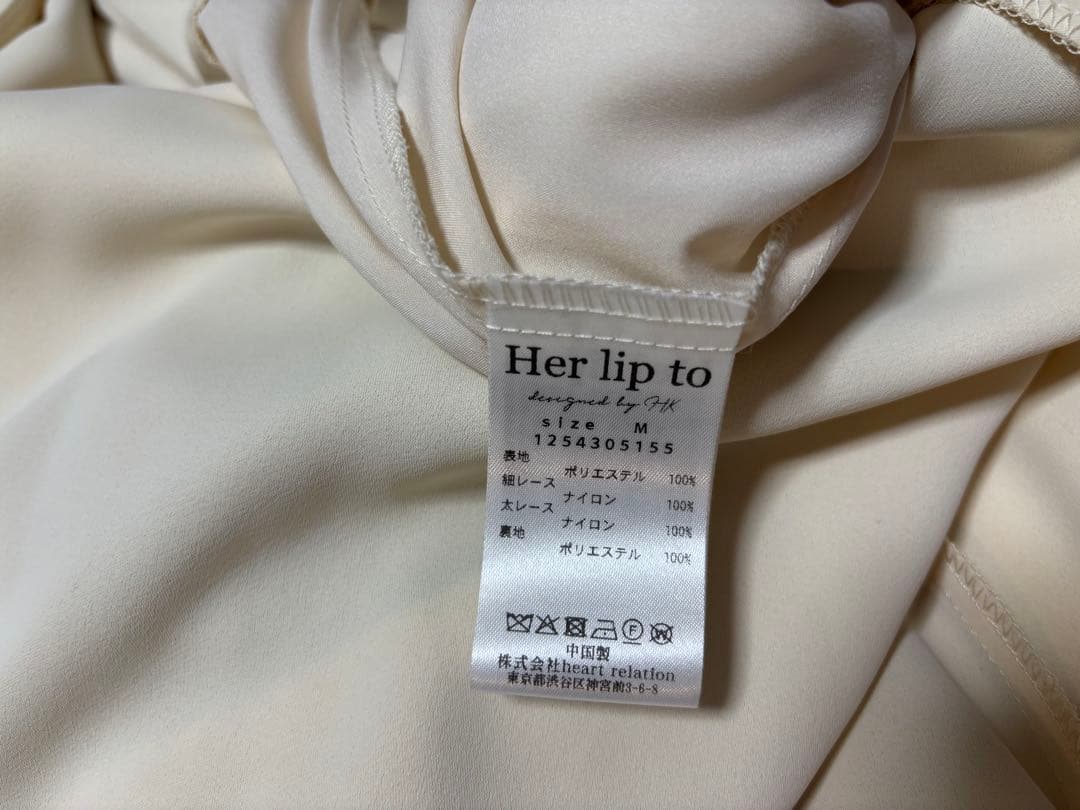 Her lip to
designed by HK
size M
1254305155
表地
ポリエステル 100%
細レース
ナイロン 100%
太レース
ナイロン 100%
裏地
ポリエステル 100%
F W
中国製
株式会社heart relation
東京都渋谷区神宮前3-6-8